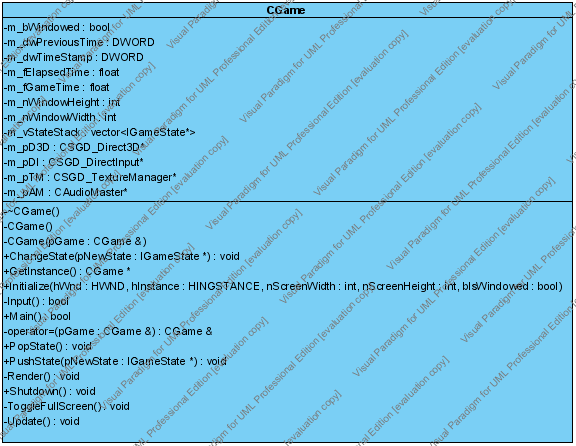 CGame
-m_bWindowed : bool
-m_dwPreviousTime : DWORD
-m_dwTimeStamp : DWORD
-m_fElapsedTime : float
-m_fGameTime : float
-m_nWindowHeight : int
-m_nWindowWidth : int
-m_vStateStack : vector<IGameState*>
-m_pD3D : CSGD_Direct3D*
-m_pDI : CSGD_DirectInput*
-m_pTM : CSGD_TextureManager*
-m_pAM : CAudioMaster*
-~CGame()
-CGame()
-CGame(pGame : CGame &)
+ChangeState(pNewState : IGameState *) : void
+GetInstance() : CGame *
+Initialize(hWnd : HWND, hInstance : HINSTANCE, nScreenWidth : int, nScreenHeight : int, bIsWindowed : bool)
-Input() : bool
+Main() : bool
-operator=(pGame : CGame &) : CGame &
+PopState() : void
+PushState(pNewState : IGameState *) : void
-Render() : void
+Shutdown() : void
-ToggleFullScreen() : void
-Update() : void
Visual Paradigm for UML Professional Edition [evaluation copy]